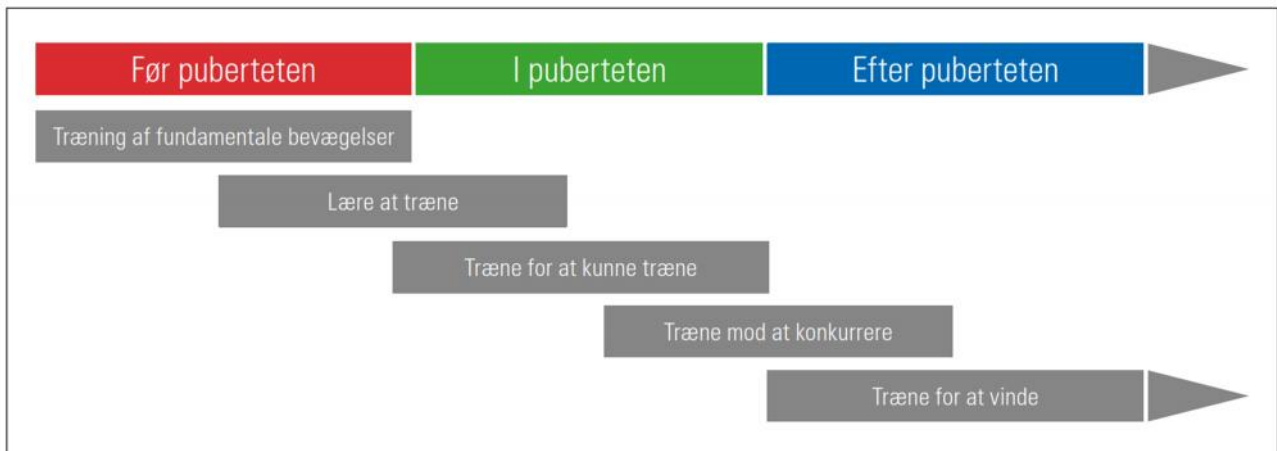 Før puberteten
I puberteten
Efter puberteten
Træning af fundamentale bevægelser
Lære at træne
Træne for at kunne træne
Træne mod at konkurrere
Træne for at vinde